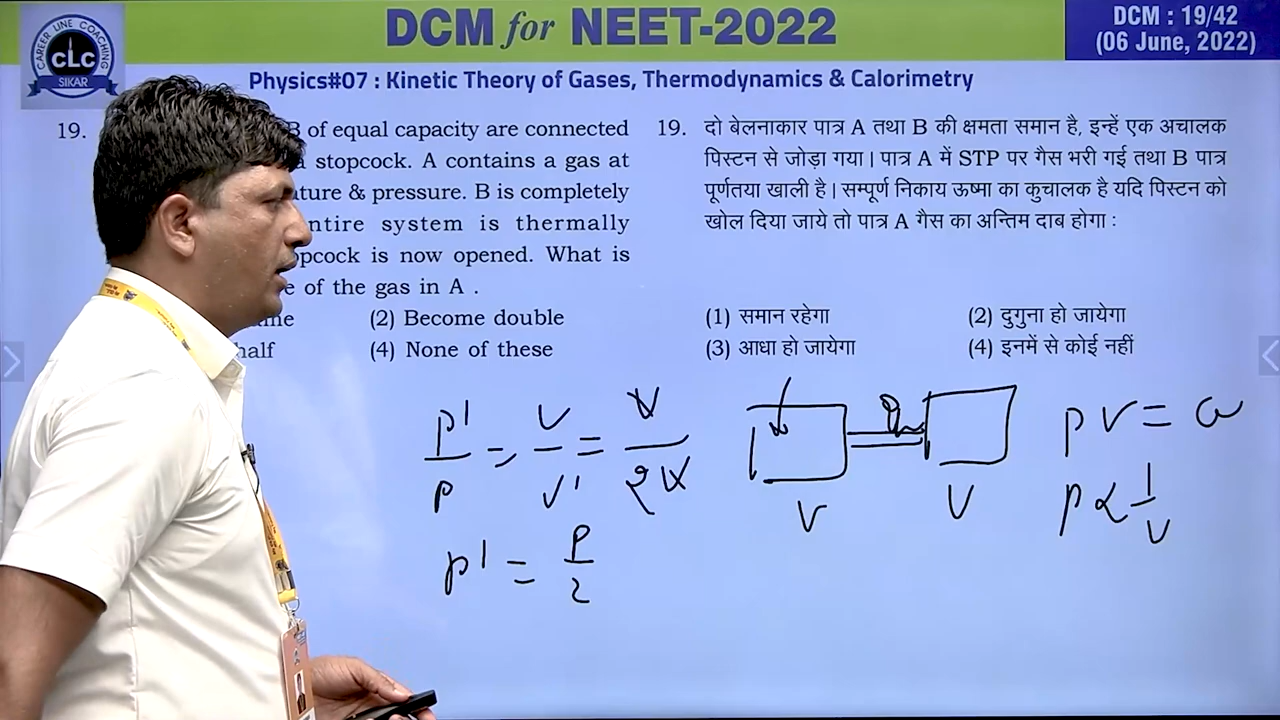 CAREER LINE COACHING
CLC
SIKAR
DCM for NEET-2022
DCM : 19/42
(06 June, 2022)
Physics#07 : Kinetic Theory of Gases, Thermodynamics & Calorimetry
19.
B of equal capacity are connected
stopcock. A contains a gas at
& pressure. B is completely
system is thermally
is now opened. What is
of the gas in A .
(2) Become double
half
(4) None of these
19. दो बेलनाकार पात्र A तथा B की क्षमता समान है, इन्हें एक अचालक
पिस्टन से जोड़ा गया। पात्र A में STP पर गैस भरी गई तथा B पात्र
पूर्णतया खाली है। सम्पूर्ण निकाय ऊष्मा का कुचालक है यदि पिस्टन को
खोल दिया जाये तो पात्र A गैस का अन्तिम दाब होगा :
(1) समान रहेगा
(2) दुगुना हो जायेगा
(3) आधा हो जायेगा
(4) इनमें से कोई नहीं
P'/P = V/V' = V/2V
P' = P/2
V
V
PV =
P ∝ 1/V